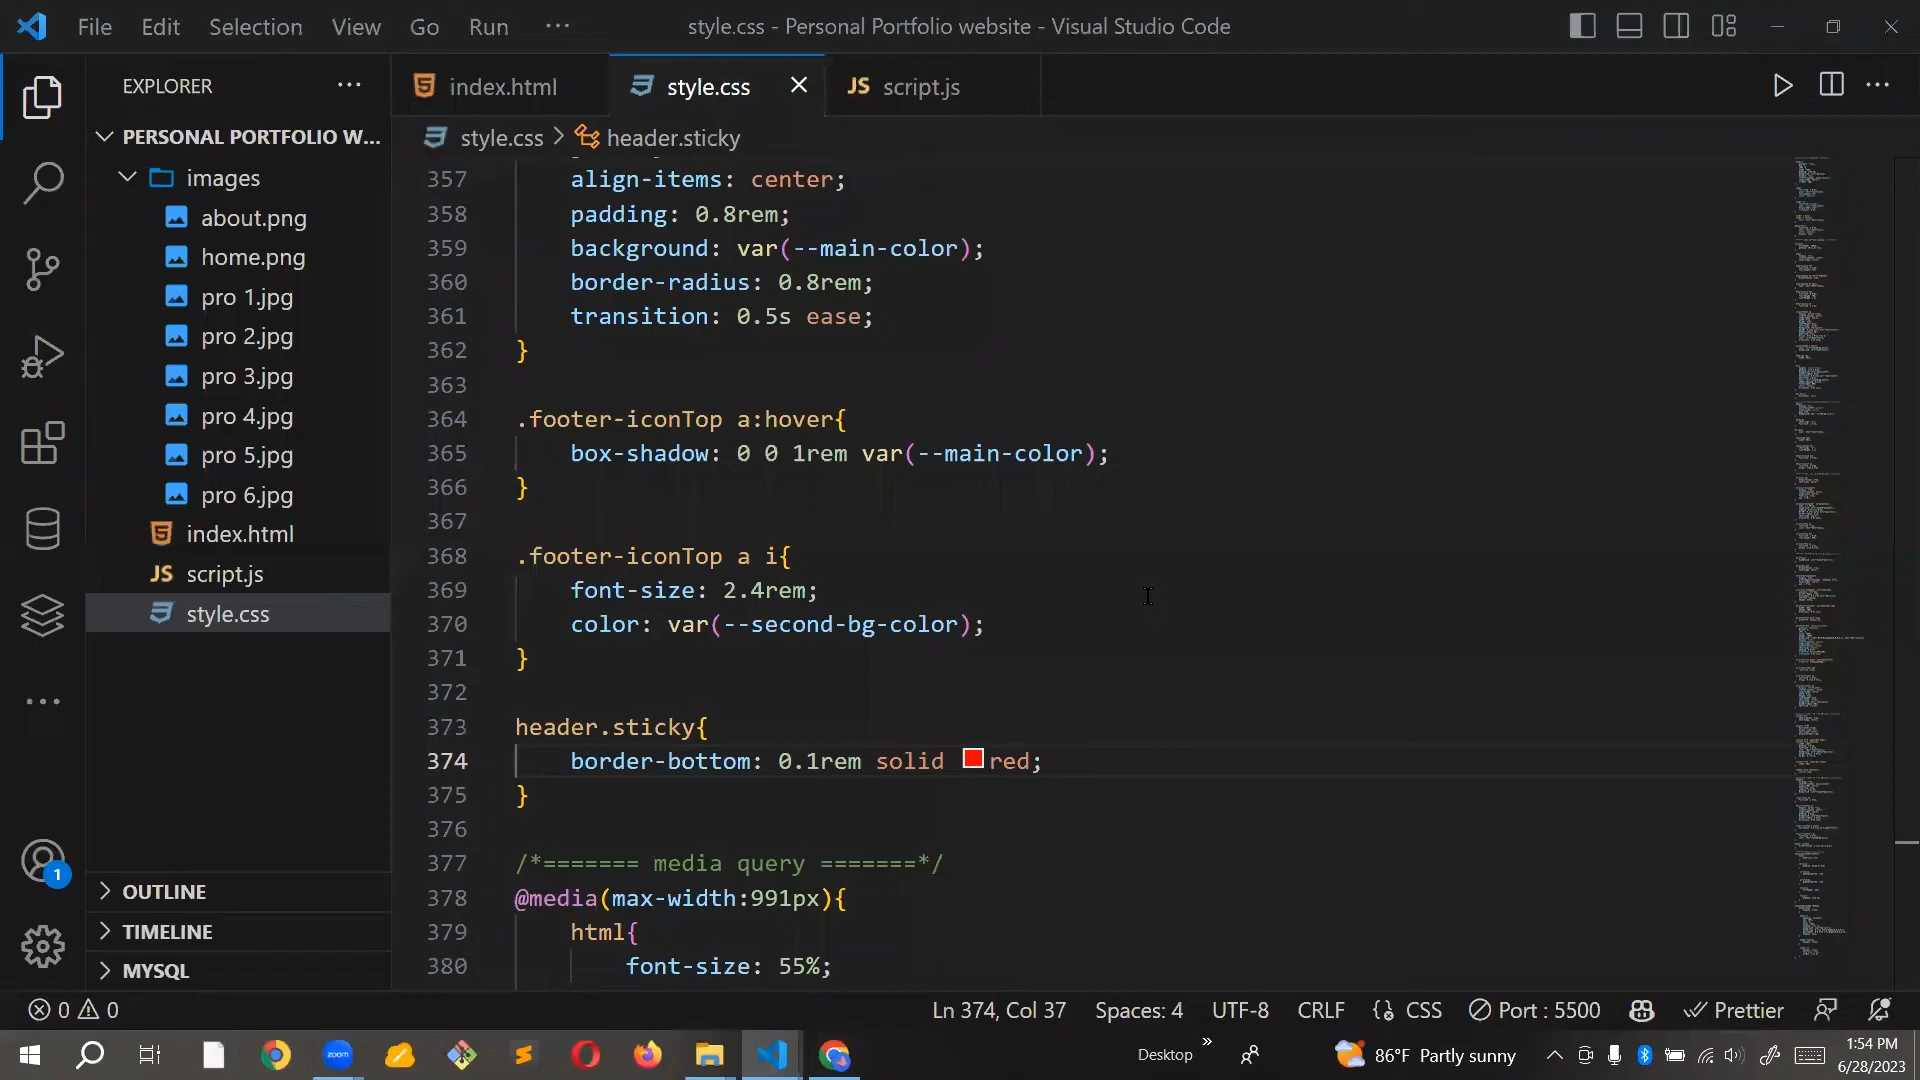 File Edit Selection View Go Run ··· style.css - Personal Portfolio website - Visual Studio Code
EXPLORER ···
PERSONAL PORTFOLIO W...
images
about.png
home.png
pro 1.jpg
pro 2.jpg
pro 3.jpg
pro 4.jpg
pro 5.jpg
pro 6.jpg
index.html
JS script.js
style.css
OUTLINE
TIMELINE
MYSQL
index.html style.css JS script.js
style.css > header.sticky
357 align-items: center;
358 padding: 0.8rem;
359 background: var(--main-color);
360 border-radius: 0.8rem;
361 transition: 0.5s ease;
362 }
363
364 .footer-iconTop a:hover{
365 box-shadow: 0 0 1rem var(--main-color);
366 }
367
368 .footer-iconTop a i{
369 font-size: 2.4rem;
370 color: var(--second-bg-color);
371 }
372
373 header.sticky{
374 border-bottom: 0.1rem solid red;
375 }
376
377 /*======= media query =======*/
378 @media(max-width:991px){
379 html{
380 font-size: 55%;
1
0 0 Ln 374, Col 37 Spaces: 4 UTF-8 CRLF CSS Port : 5500 Prettier
zoom Desktop » 86°F Partly sunny 1:54 PM
6/28/2023